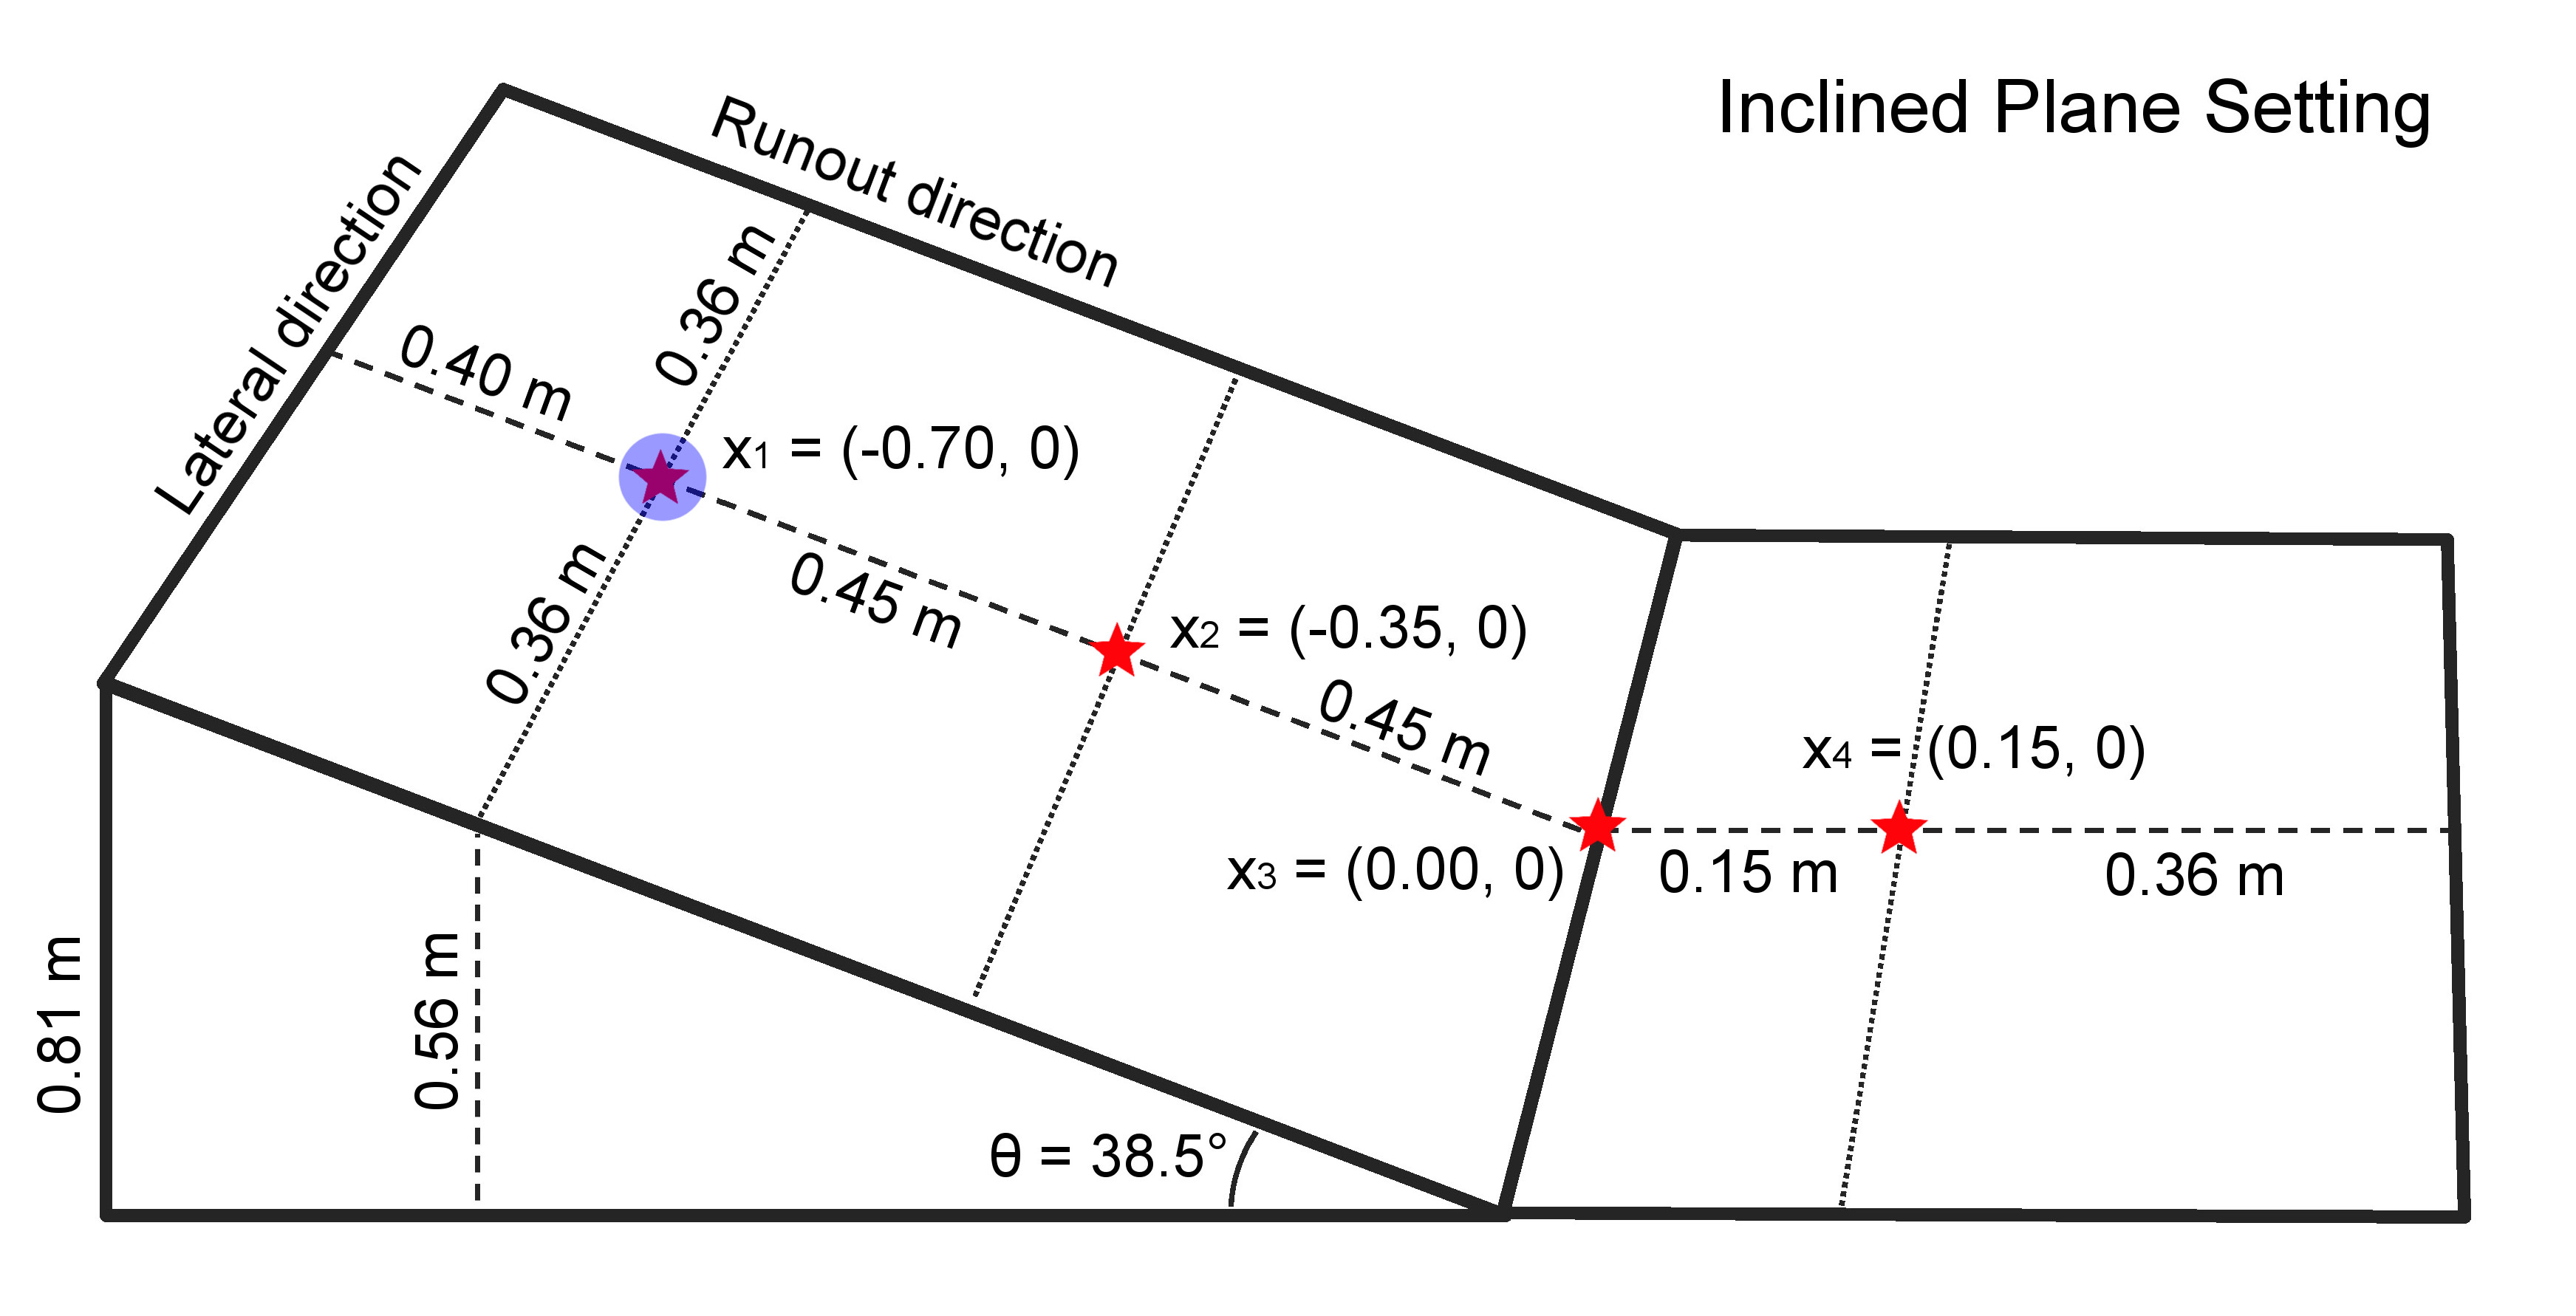 Inclined Plane Setting
Runout direction
Lateral direction
0.36 m
0.40 m
x1 = (-0.70, 0)
0.36 m
0.45 m
x2 = (-0.35, 0)
0.45 m
x4 = (0.15, 0)
x3 = (0.00, 0)
0.15 m
0.36 m
0.81 m
0.56 m
θ = 38.5°